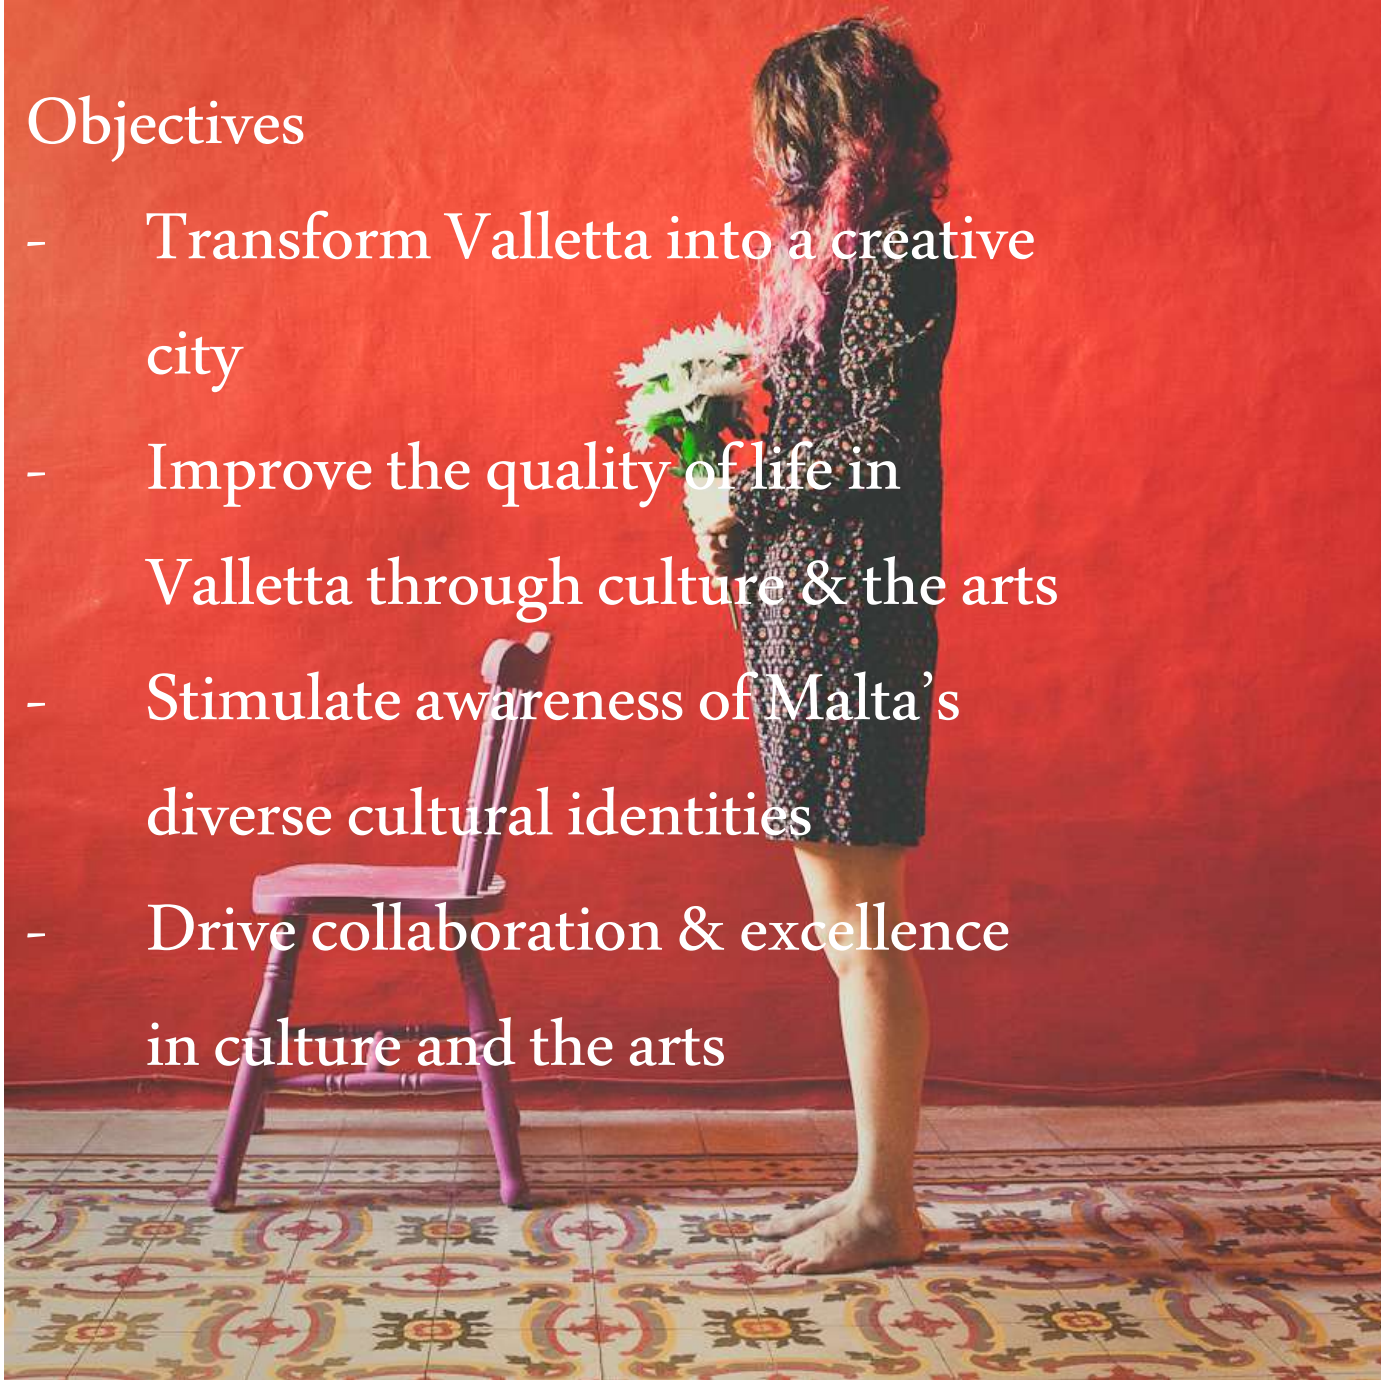 Objectives
- Transform Valletta into a creative
city
- Improve the quality of life in
Valletta through culture & the arts
- Stimulate awareness of Malta’s
diverse cultural identities
- Drive collaboration & excellence
in culture and the arts